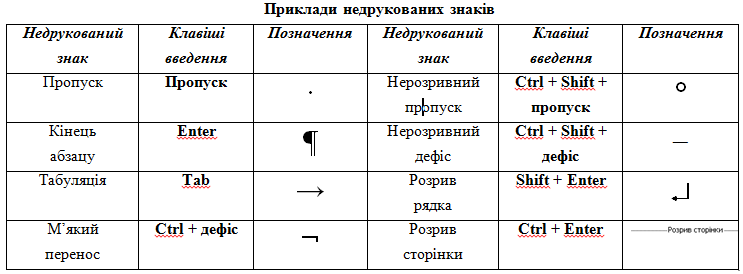 Приклади недрукованих знаків
Недрукований знак | Клавіші введення | Позначення | Недрукований знак | Клавіші введення | Позначення
Пропуск | Пропуск | · | Нерозривний пропуск | Ctrl + Shift + пропуск | °
Кінець абзацу | Enter | ¶ | Нерозривний дефіс | Ctrl + Shift + дефіс | —
Табуляція | Tab | → | Розрив рядка | Shift + Enter | ↵
М’який перенос | Ctrl + дефіс | ¬ | Розрив сторінки | Ctrl + Enter | Розрив сторінки